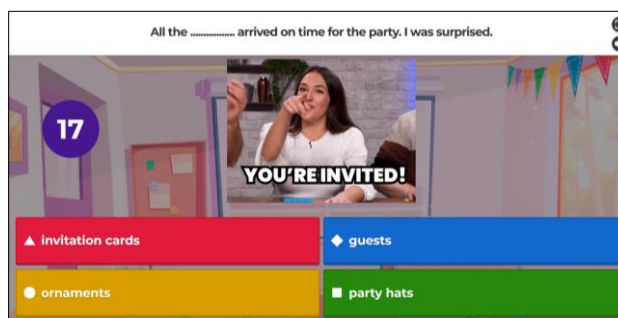 All the ................. arrived on time for the party. I was surprised.
17
YOU'RE INVITED!
invitation cards
guests
ornaments
party hats